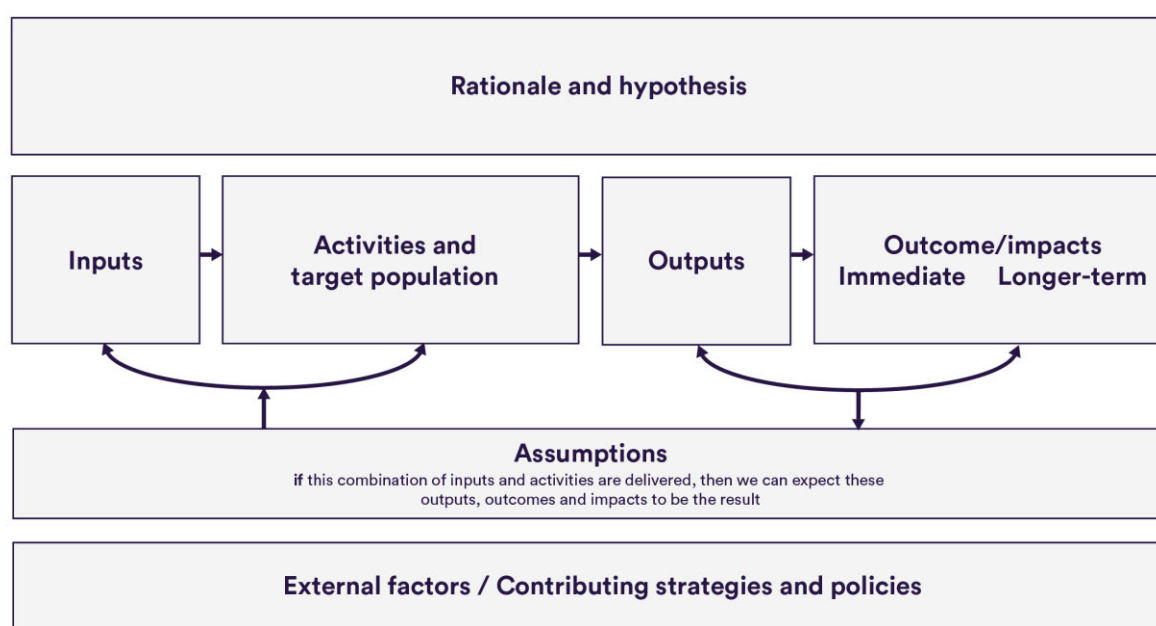 Rationale and hypothesis
Inputs
Activities and
target population
Outputs
Outcome/impacts
Immediate Longer-term
Assumptions
if this combination of inputs and activities are delivered, then we can expect these
outputs, outcomes and impacts to be the result
External factors / Contributing strategies and policies